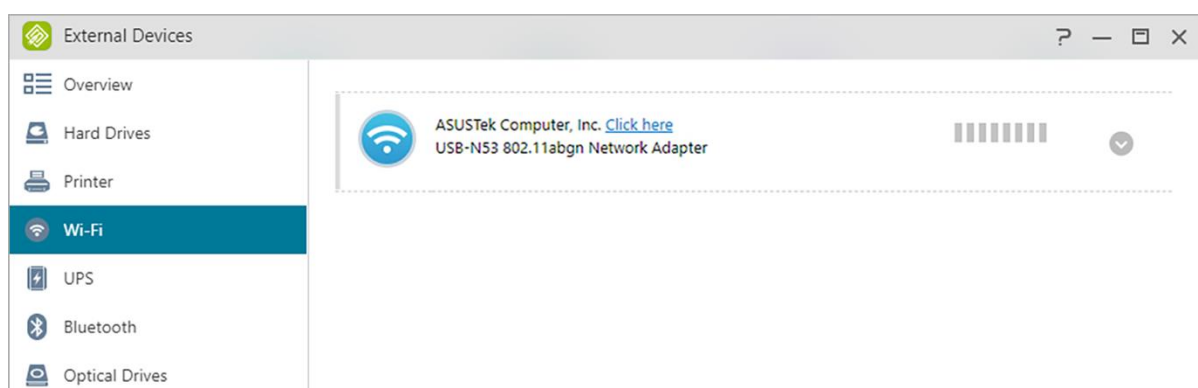 External Devices
Overview
Hard Drives
Printer
Wi-Fi
UPS
Bluetooth
Optical Drives
ASUSTek Computer, Inc. Click here
USB-N53 802.11abgn Network Adapter